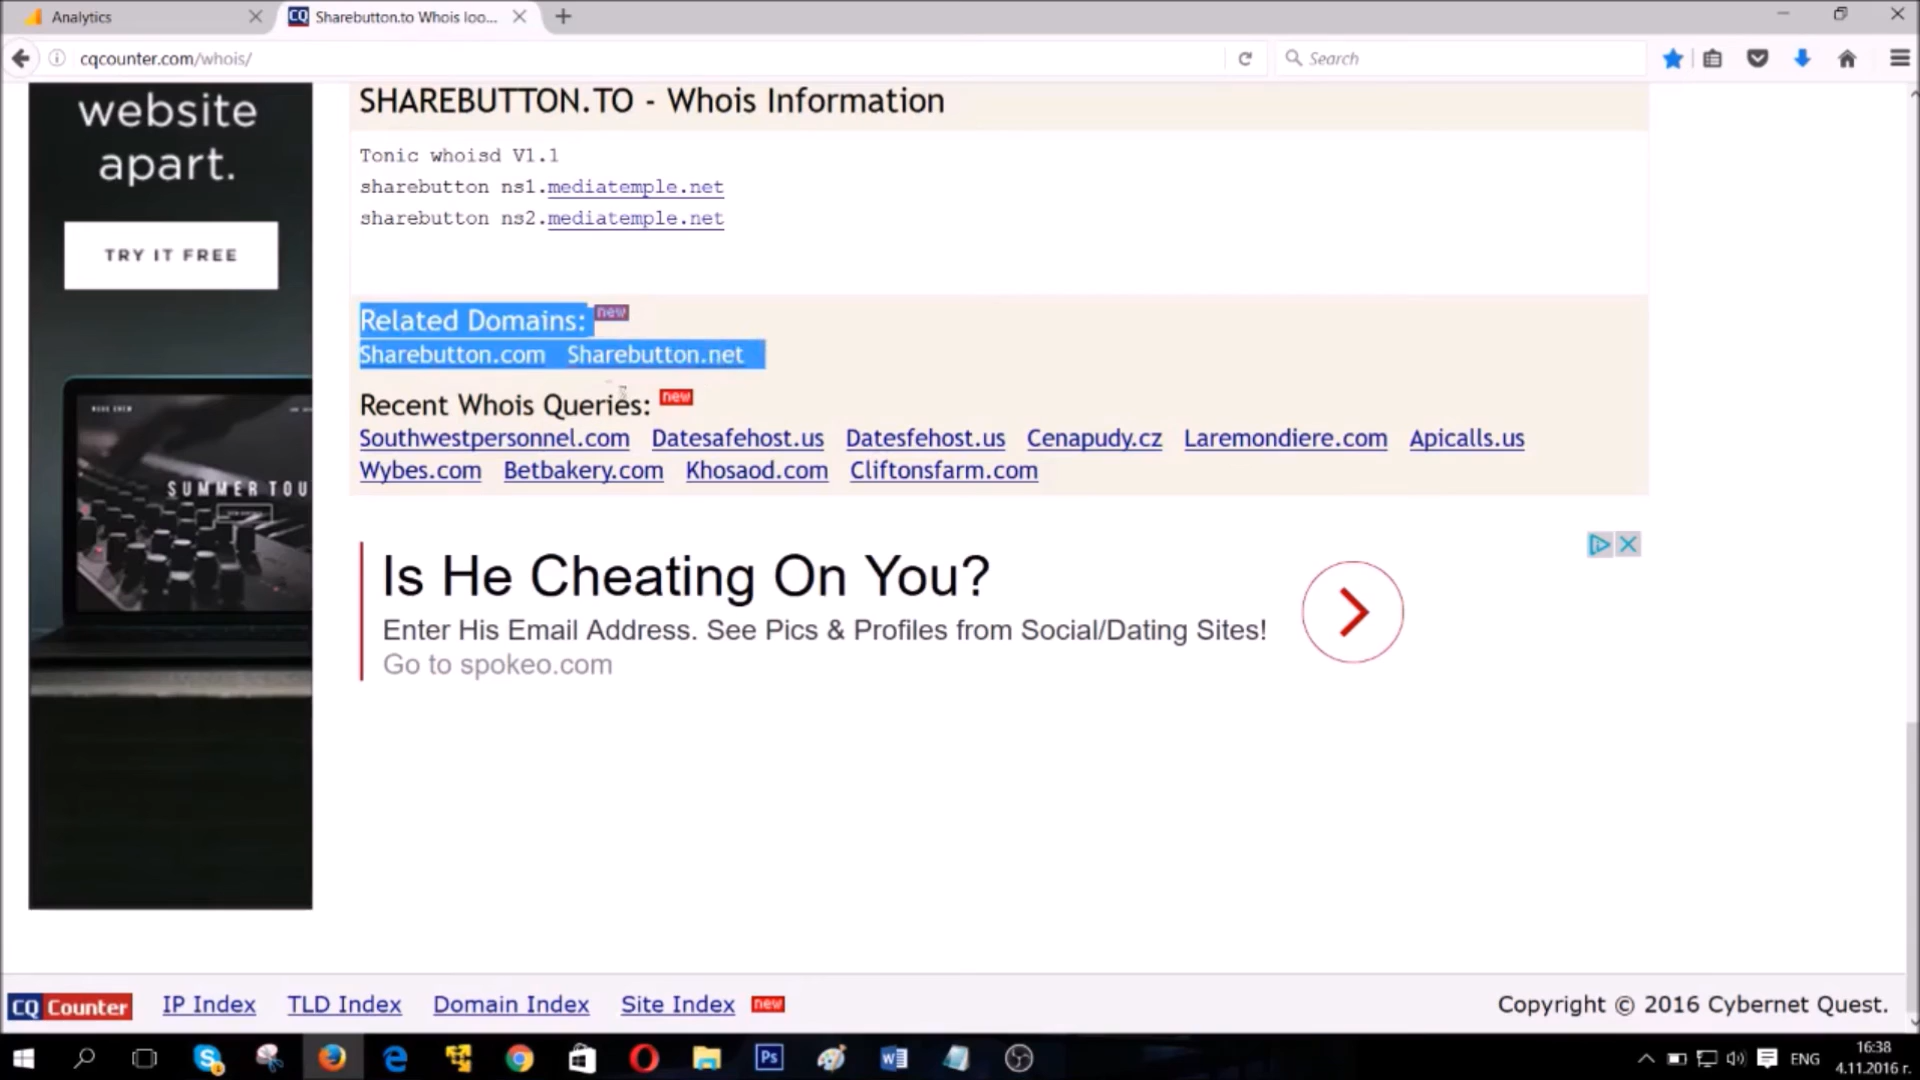 Analytics
Sharebutton.to Whois loo...
cqcounter.com/whois/
Search
website
apart.
TRY IT FREE
SUMMER TOU
SHAREBUTTON.TO - Whois Information
Tonic whoisd V1.1
sharebutton ns1.mediatemple.net
sharebutton ns2.mediatemple.net
Related Domains: new
Sharebutton.com Sharebutton.net
Recent Whois Queries: new
Southwestpersonnel.com Datesafehost.us Datesfehost.us Cenapudy.cz Laremondiere.com Apicalls.us
Wybes.com Betbakery.com Khosaod.com Cliftonsfarm.com
Is He Cheating On You?
Enter His Email Address. See Pics & Profiles from Social/Dating Sites!
Go to spokeo.com
CQ Counter IP Index TLD Index Domain Index Site Index new
Copyright © 2016 Cybernet Quest.
Ps
ENG
16:38
4.11.2016 г.